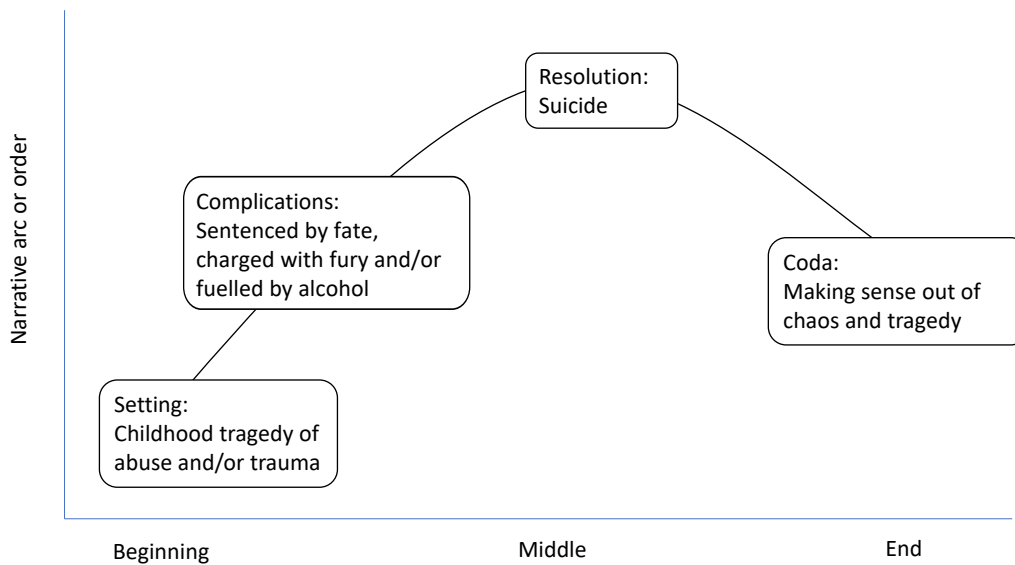 Narrative arc or order
Resolution:
Suicide
Complications:
Sentenced by fate,
charged with fury and/or
fuelled by alcohol
Coda:
Making sense out of
chaos and tragedy
Setting:
Childhood tragedy of
abuse and/or trauma
Beginning
Middle
End